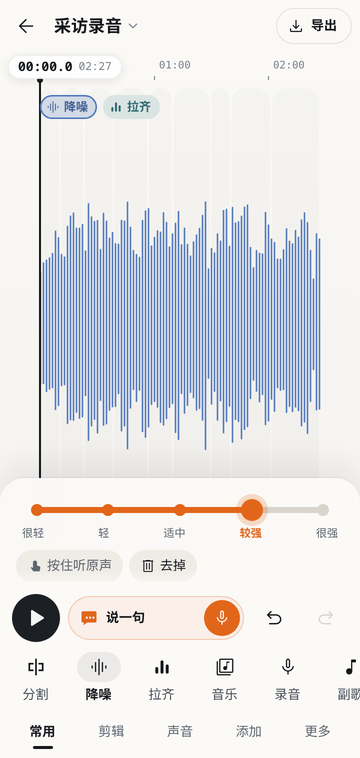 采访录音
导出
00:00.0 02:27
01:00
02:00
降噪
拉齐
很轻
轻
适中
较强
很强
按住听原声
去掉
说一句
分割
降噪
拉齐
音乐
录音
副歌
常用
剪辑
声音
添加
更多